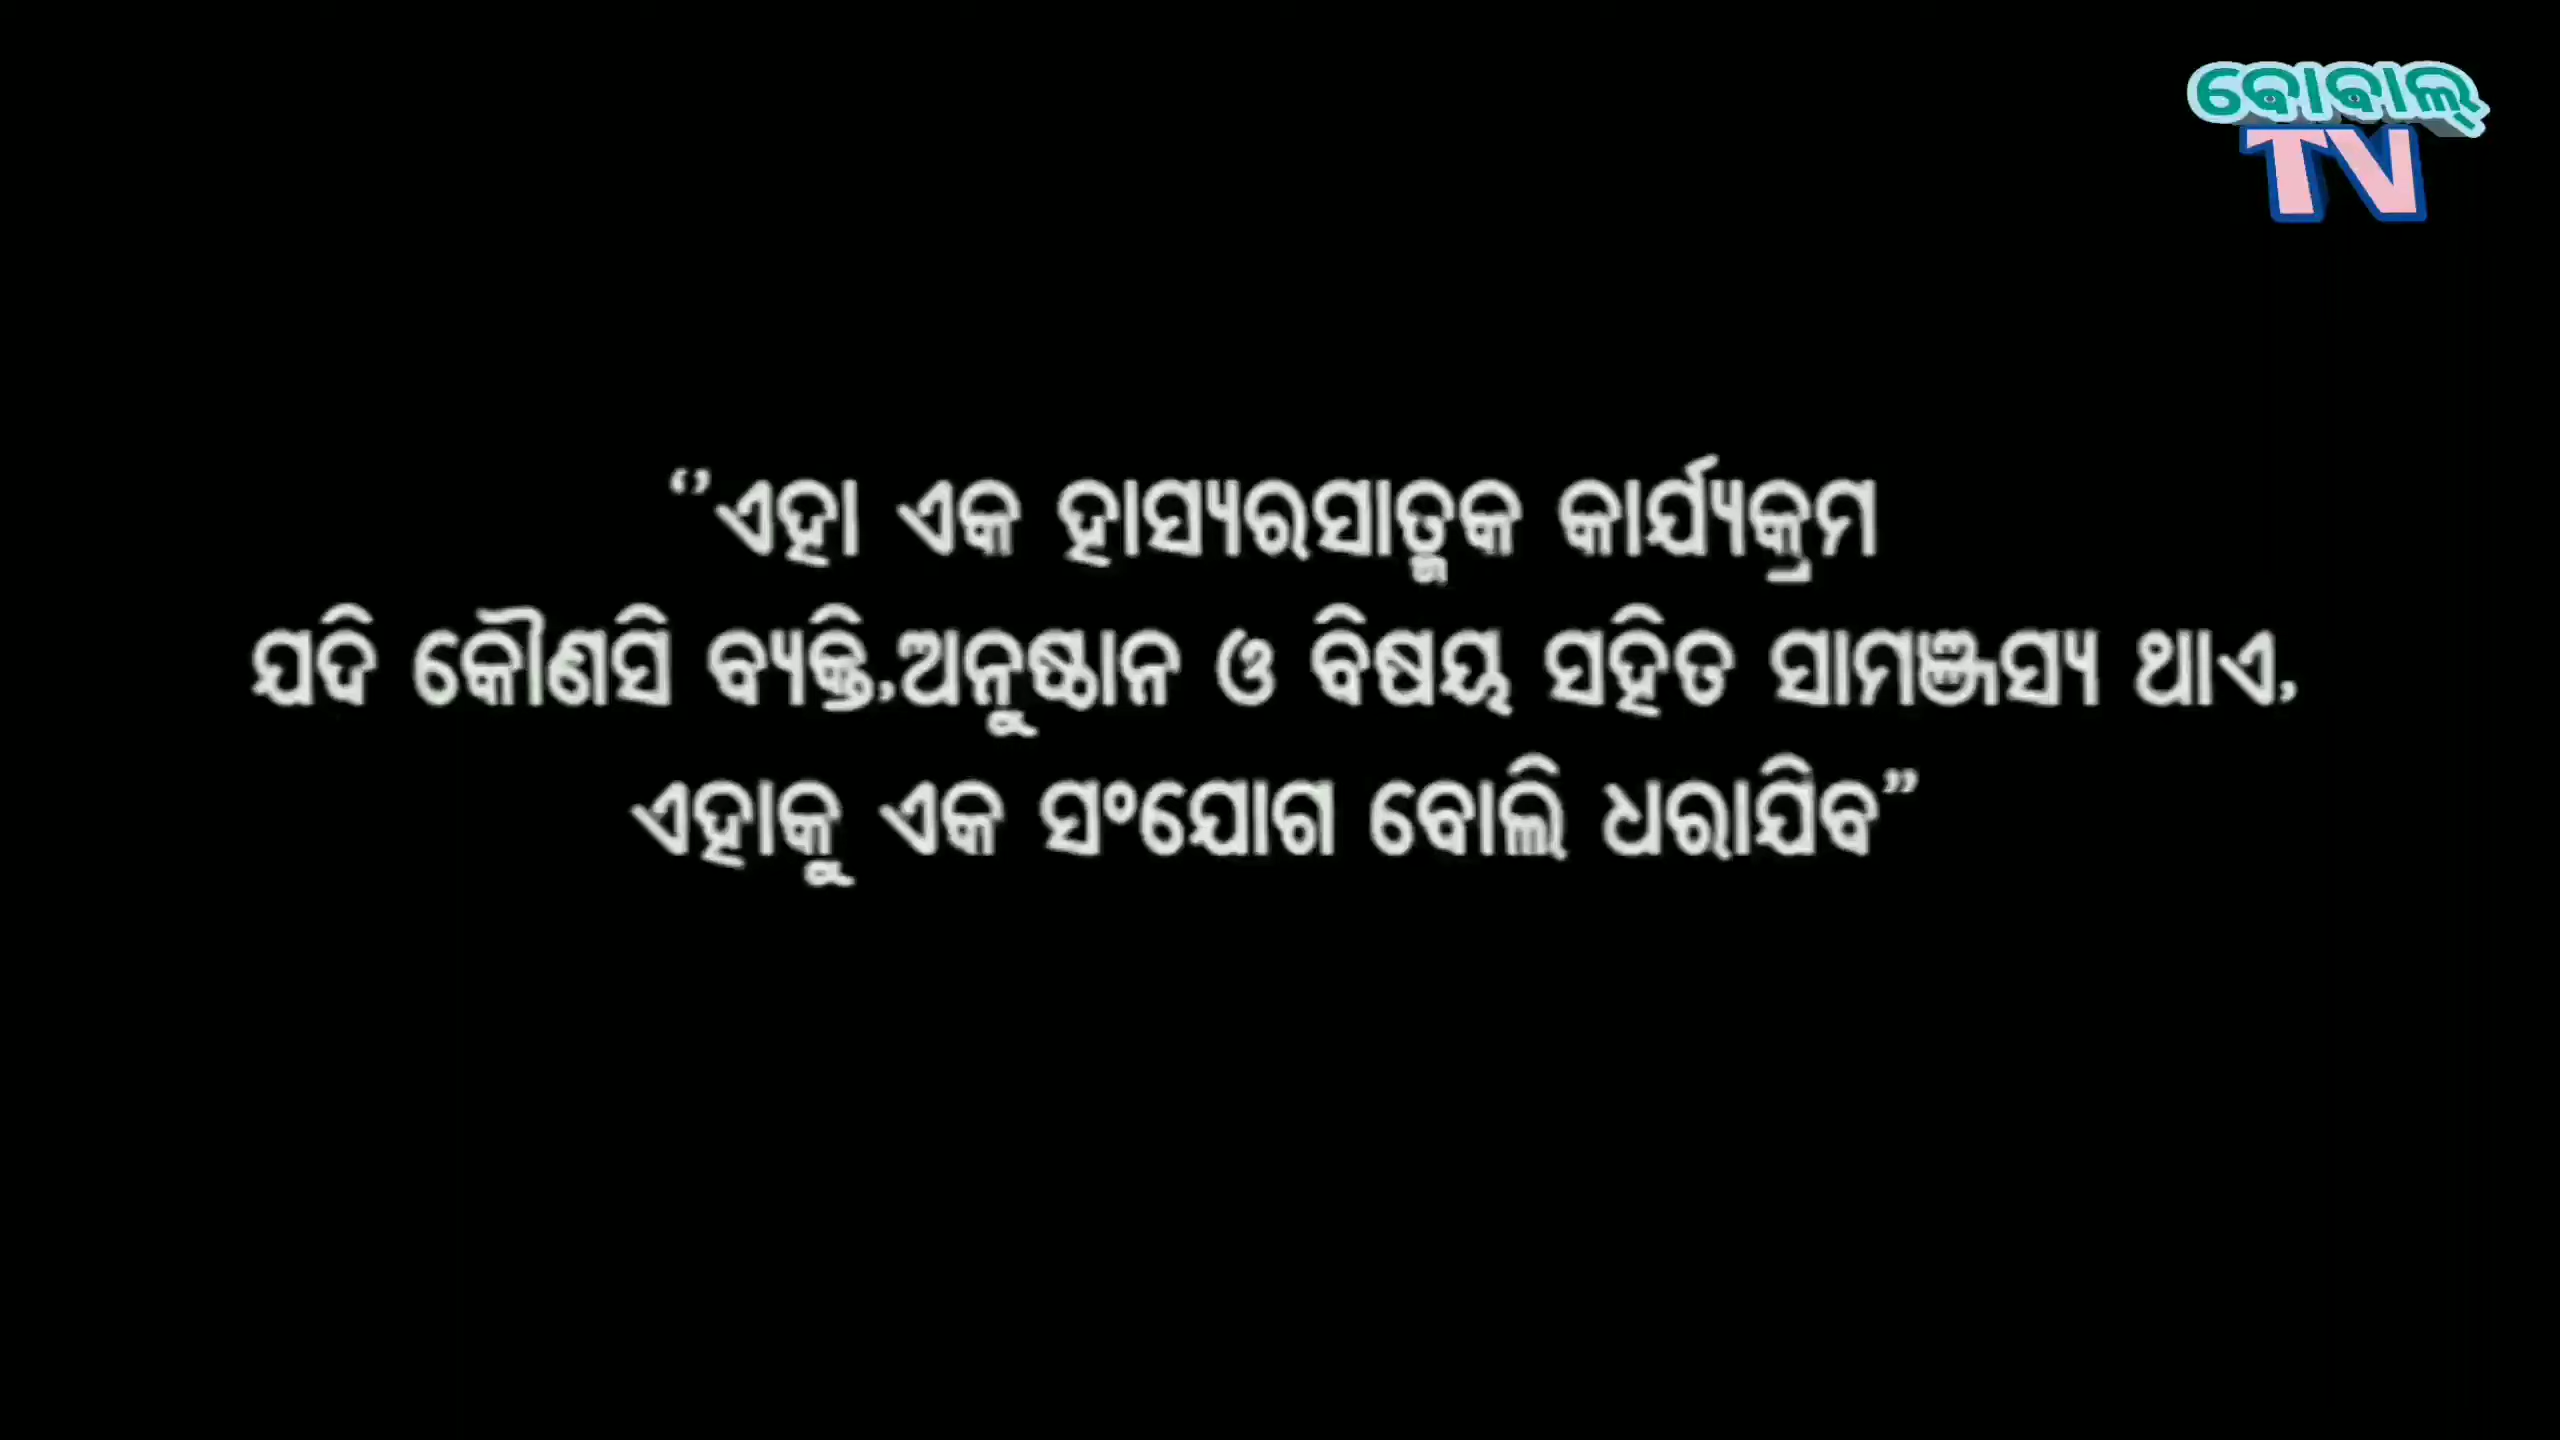 ବୋବାଲ୍
TV
‘’ଏହା ଏକ ହାସ୍ୟରସାତ୍ମକ କାର୍ଯ୍ୟକ୍ରମ
ଯଦି କୌଣସି ବ୍ୟକ୍ତି,ଅନୁଷ୍ଠାନ ଓ ବିଷୟ ସହିତ ସାମଞ୍ଜସ୍ୟ ଥାଏ,
ଏହାକୁ ଏକ ସଂଯୋଗ ବୋଲି ଧରାଯିବ”